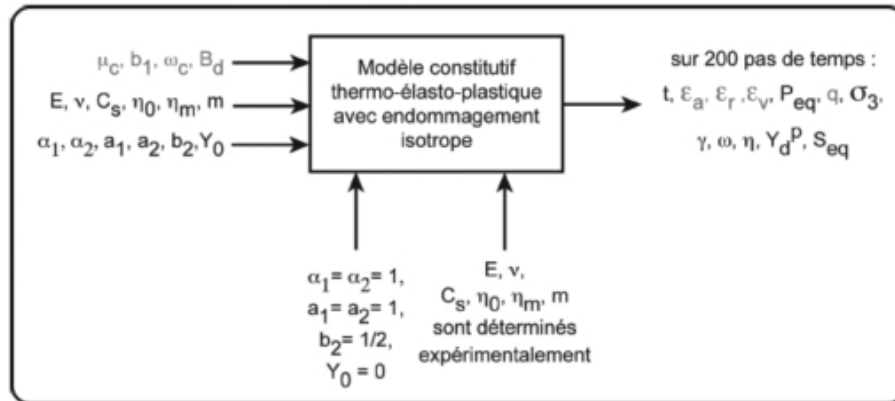 μc, b1, ωc, Bd
E, ν, Cs, η0, ηm, m
α1, α2, a1, a2, b2,Y0
Modèle constitutif
thermo-élasto-plastique
avec endommagement
isotrope
sur 200 pas de temps :
t, εa, εr ,εv, Peq, q, σ3,
γ, ω, η, Yd^p, Seq
α1= α2= 1,
a1= a2= 1,
b2= 1/2,
Y0 = 0
E, ν,
Cs, η0, ηm, m
sont déterminés
expérimentalement